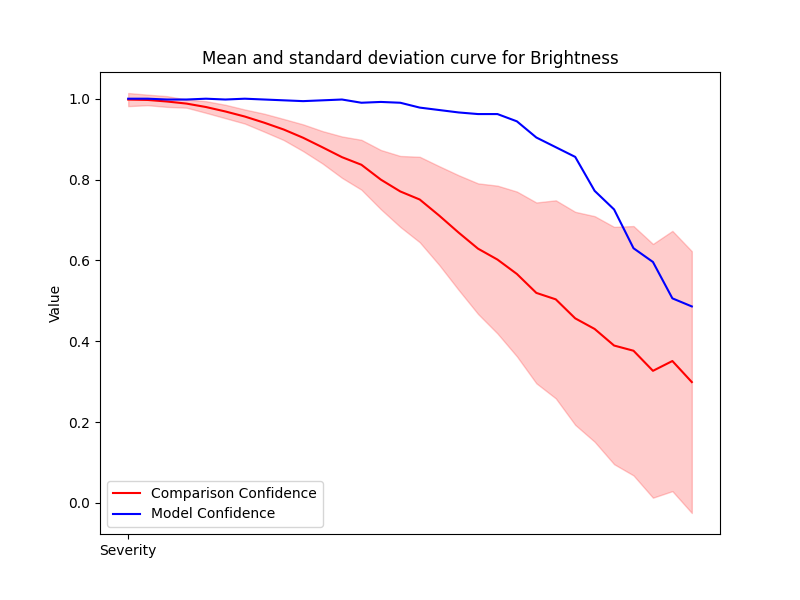 Mean and standard deviation curve for Brightness
1.0
0.8
0.6
0.4
0.2
0.0
Value
Comparison Confidence
Model Confidence
Severity